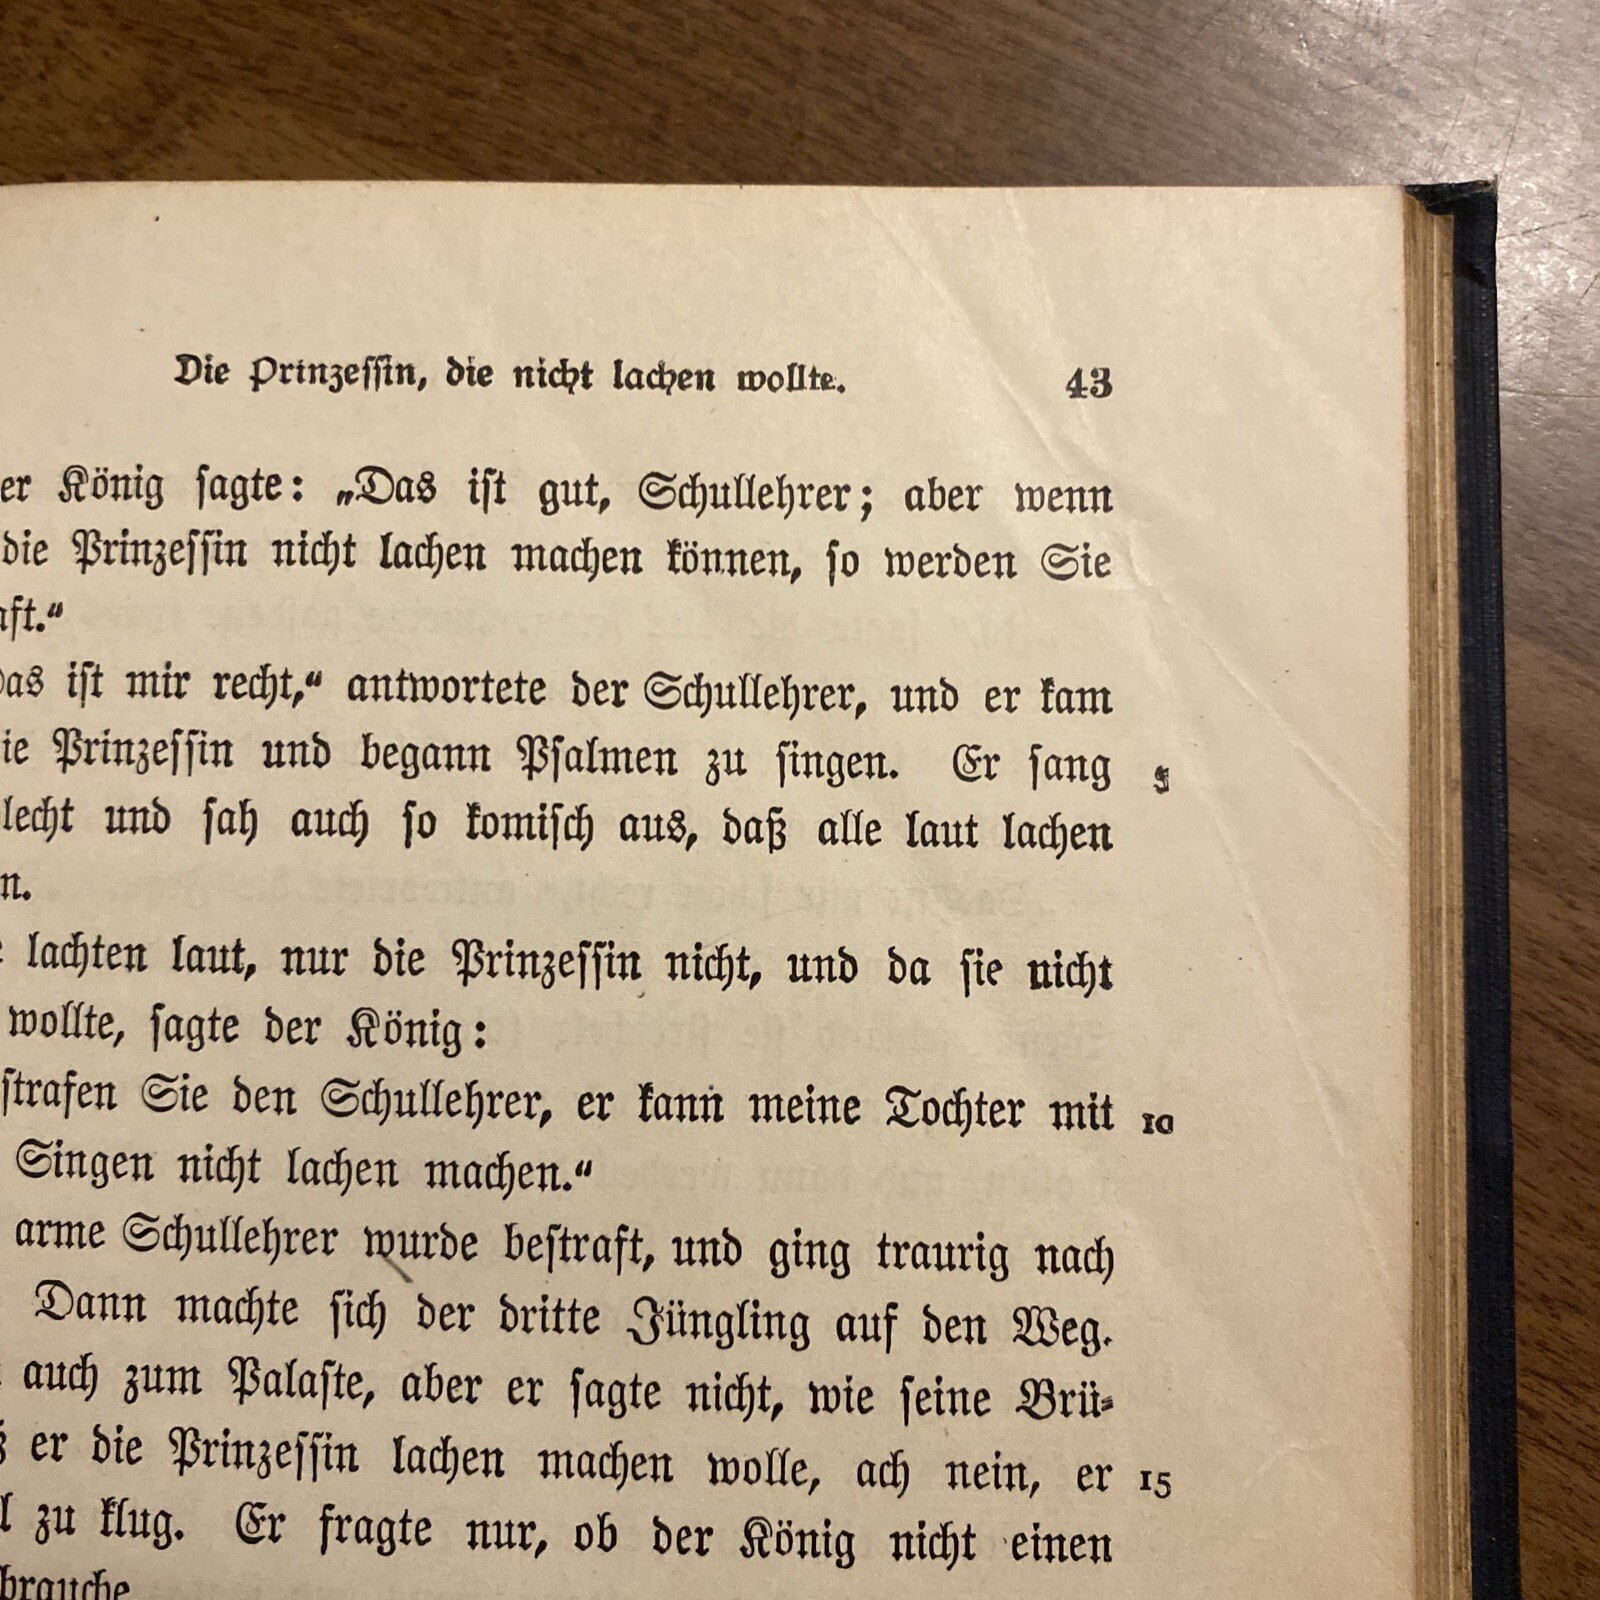 Die Prinzessin, die nicht lachen wollte. 43
er König sagte: „Das ist gut, Schullehrer; aber wenn
die Prinzessin nicht lachen machen können, so werden Sie
aft.“
as ist mir recht,“ antwortete der Schullehrer, und er kam
ie Prinzessin und begann Psalmen zu singen. Er sang 5
lecht und sah auch so komisch aus, daß alle laut lachen
n.
lachten laut, nur die Prinzessin nicht, und da sie nicht
wollte, sagte der König:
strafen Sie den Schullehrer, er kann meine Tochter mit 10
Singen nicht lachen machen.“
arme Schullehrer wurde bestraft, und ging traurig nach
Dann machte sich der dritte Jüngling auf den Weg.
auch zum Palaste, aber er sagte nicht, wie seine Brü-
ß er die Prinzessin lachen machen wolle, ach nein, er 15
l zu klug. Er fragte nur, ob der König nicht einen
brauche